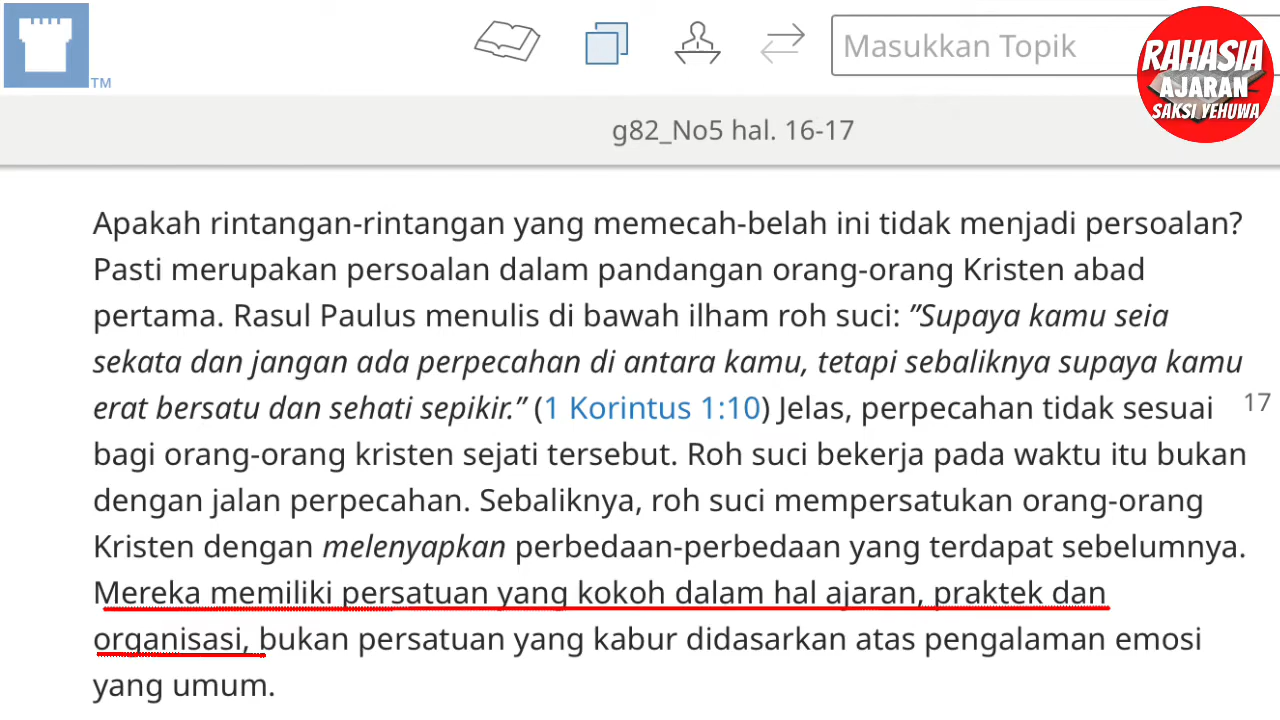 TM
Masukkan Topik
RAHASIA
AJARAN
SAKSI YEHUWA
g82_No5 hal. 16-17
Apakah rintangan-rintangan yang memecah-belah ini tidak menjadi persoalan?
Pasti merupakan persoalan dalam pandangan orang-orang Kristen abad
pertama. Rasul Paulus menulis di bawah ilham roh suci: ”Supaya kamu seia
sekata dan jangan ada perpecahan di antara kamu, tetapi sebaliknya supaya kamu
erat bersatu dan sehati sepikir.” (1 Korintus 1:10) Jelas, perpecahan tidak sesuai
17
bagi orang-orang kristen sejati tersebut. Roh suci bekerja pada waktu itu bukan
dengan jalan perpecahan. Sebaliknya, roh suci mempersatukan orang-orang
Kristen dengan melenyapkan perbedaan-perbedaan yang terdapat sebelumnya.
Mereka memiliki persatuan yang kokoh dalam hal ajaran, praktek dan
organisasi, bukan persatuan yang kabur didasarkan atas pengalaman emosi
yang umum.